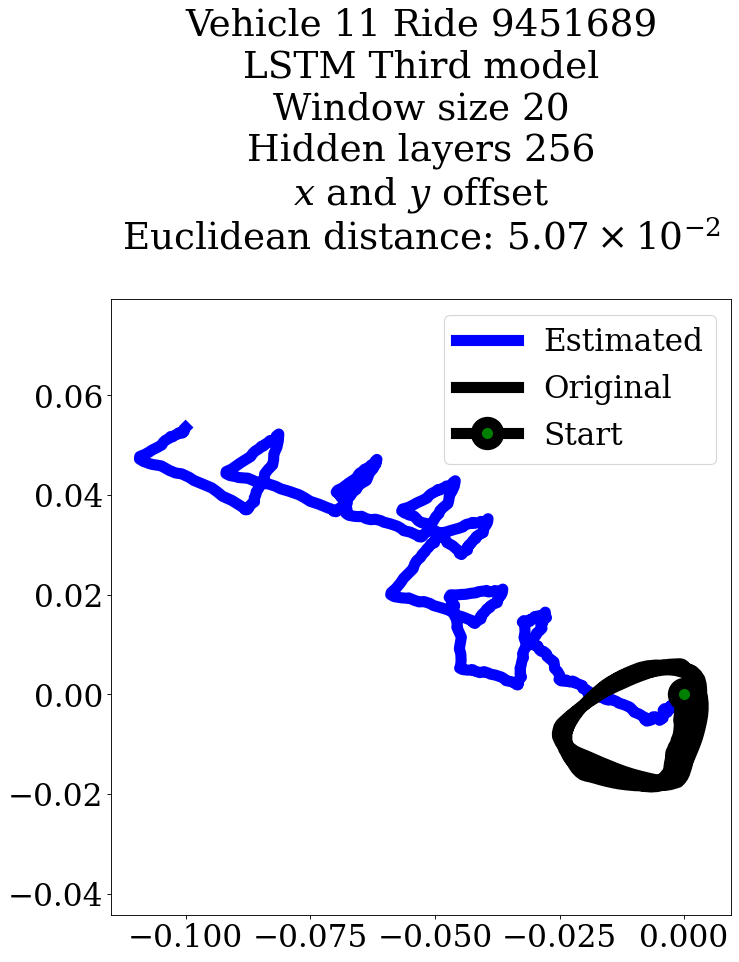 Vehicle 11 Ride 9451689
LSTM Third model
Window size 20
Hidden layers 256
x and y offset
Euclidean distance: 5.07 × 10⁻²
Estimated
Original
Start
0.06
0.04
0.02
0.00
−0.02
−0.04
−0.100 −0.075 −0.050 −0.025 0.000